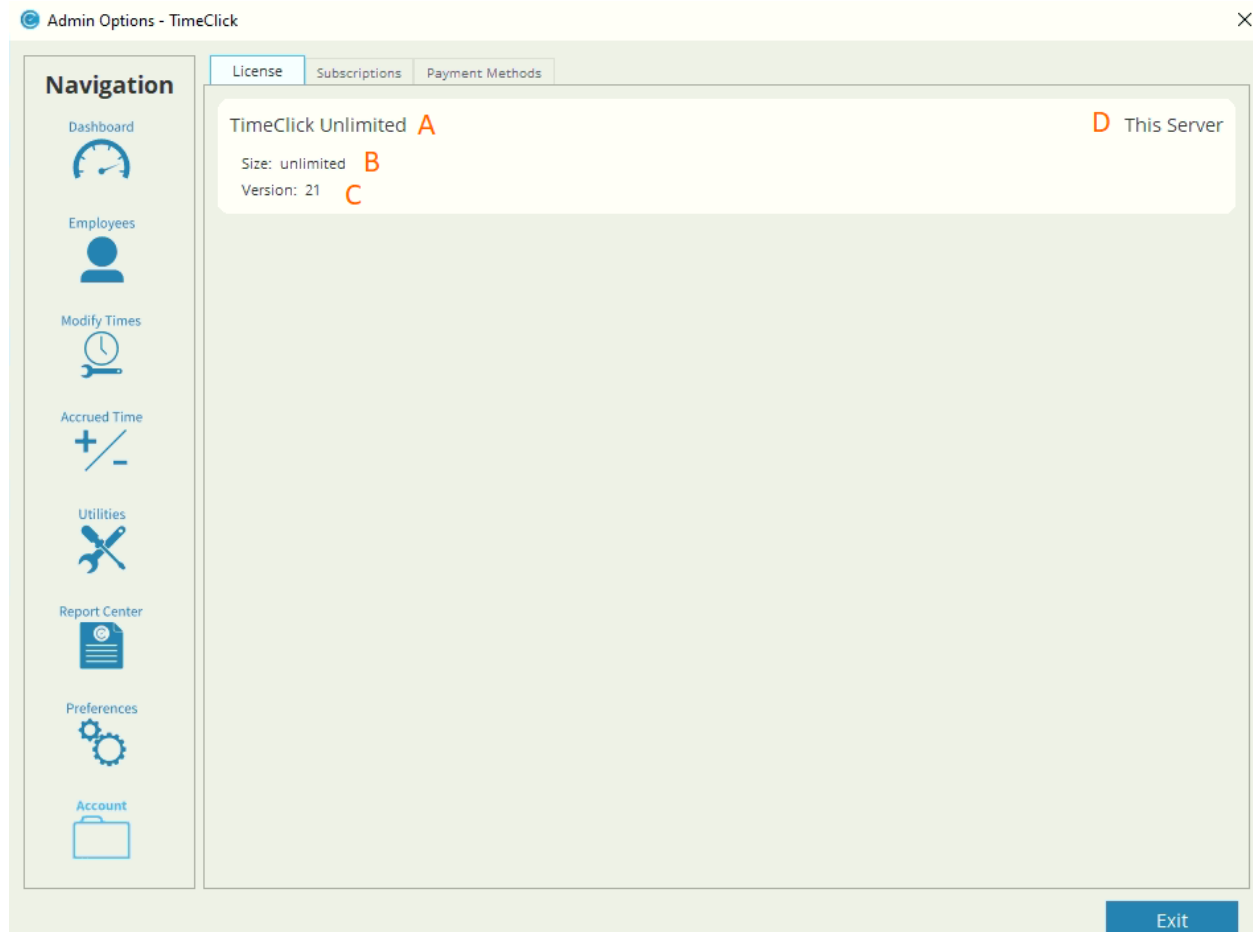 Admin Options - TimeClick
Navigation
Dashboard
Employees
Modify Times
Accrued Time
Utilities
Report Center
Preferences
Account
License Subscriptions Payment Methods
TimeClick Unlimited A D This Server
Size: unlimited B
Version: 21 C
Exit